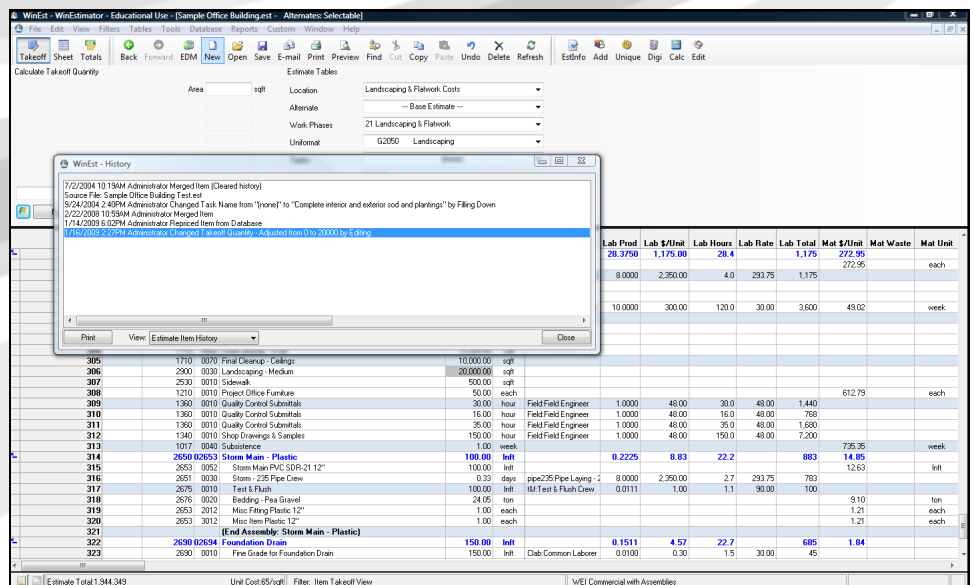 WinEst - WinEstimator - Educational Use - [Sample Office Building.est - Alternates: Selectable]
File Edit View Filters Tables Tools Database Reports Custom Window Help
Takeoff Sheet Totals Back Forward EDM New Open Save E-mail Print Preview Find Cut Copy Paste Undo Delete Refresh EstInfo Add Unique Digi Calc Edit
Calculate Takeoff Quantity Estimate Tables
Area sqft Location Landscaping & Flatwork Costs
Alternate --- Base Estimate ---
Work Phases 21 Landscaping & Flatwork
Uniformat G2050 Landscaping
WinEst - History
7/2/2004 10:19AM Administrator Merged Item (Cleared history)
Source File: Sample Office Building Test.est
9/24/2004 2:40PM Administrator Changed Task Name from "(none)" to "Complete interior and exterior sod and plantings" by Filling Down
2/22/2008 10:59AM Administrator Merged Item
1/14/2009 6:02PM Administrator Repriced Item from Database
1/16/2009 2:27PM Administrator Changed Takeoff Quantity - Adjusted from 0 to 20000 by Editing
Print View: Estimate Item History Close
Lab Prod Lab $/Unit Lab Hours Lab Rate Lab Total Mat $/Unit Mat Waste Mat Unit
28.3750 1,175.00 28.4 1,175 272.95
272.95 each
8.0000 2,350.00 4.0 293.75 1,175
10.0000 300.00 120.0 30.00 3,600 49.02 week
305 1710 0070 Final Cleanup - Ceilings 10,000.00 sqft
306 2900 0030 Landscaping - Medium 20,000.00 sqft
307 2530 0010 Sidewalk 500.00 sqft
308 1210 0010 Project Office Furniture 50.00 each 612.79 each
309 1360 0010 Quality Control Submittals 30.00 hour Field:Field Engineer 1.0000 48.00 30.0 48.00 1,440
310 1360 0010 Quality Control Submittals 16.00 hour Field:Field Engineer 1.0000 48.00 16.0 48.00 768
311 1360 0010 Quality Control Submittals 35.00 hour Field:Field Engineer 1.0000 48.00 35.0 48.00 1,680
312 1340 0010 Shop Drawings & Samples 150.00 hour Field:Field Engineer 1.0000 48.00 150.0 48.00 7,200
313 1017 0040 Subsistence 1.00 week 735.35 week
314 2650 02653 Storm Main - Plastic 100.00 lnft 0.2225 8.83 22.2 883 14.85
315 2653 0052 Storm Main PVC SDR-21 12" 100.00 lnft 12.63 lnft
316 2651 0030 Storm - 235 Pipe Crew 0.33 days pipe235:Pipe Laying - 2 8.0000 2,350.00 2.7 293.75 783
317 2675 0010 Test & Flush 100.00 lnft t&f:Test & Flush Crew 0.0111 1.00 1.1 90.00 100
318 2676 0020 Bedding - Pea Gravel 24.05 ton 9.10 ton
319 2653 2012 Misc Fitting Plastic 12" 1.00 each 1.21 each
320 2653 3012 Misc Item Plastic 12" 1.00 each 1.21 each
321 (End Assembly: Storm Main - Plastic)
322 2690 02694 Foundation Drain 150.00 lnft 0.1511 4.57 22.7 685 1.84
323 2690 0010 Fine Grade for Foundation Drain 150.00 lnft Clab:Common Laborer 0.0100 0.30 1.5 30.00 45
Estimate Total:1,944,349 Unit Cost:65/sqft Filter: Item Takeoff View WEI Commercial with Assemblies